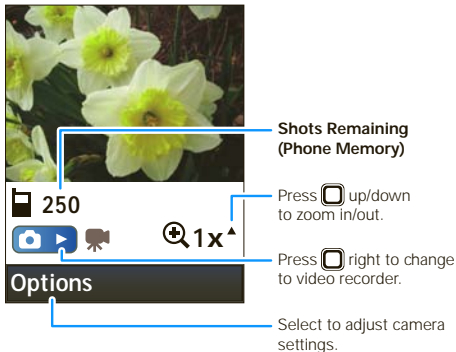 Shots Remaining
(Phone Memory)
250
Press up/down
to zoom in/out.
1x
Press right to change
to video recorder.
Options
Select to adjust camera
settings.